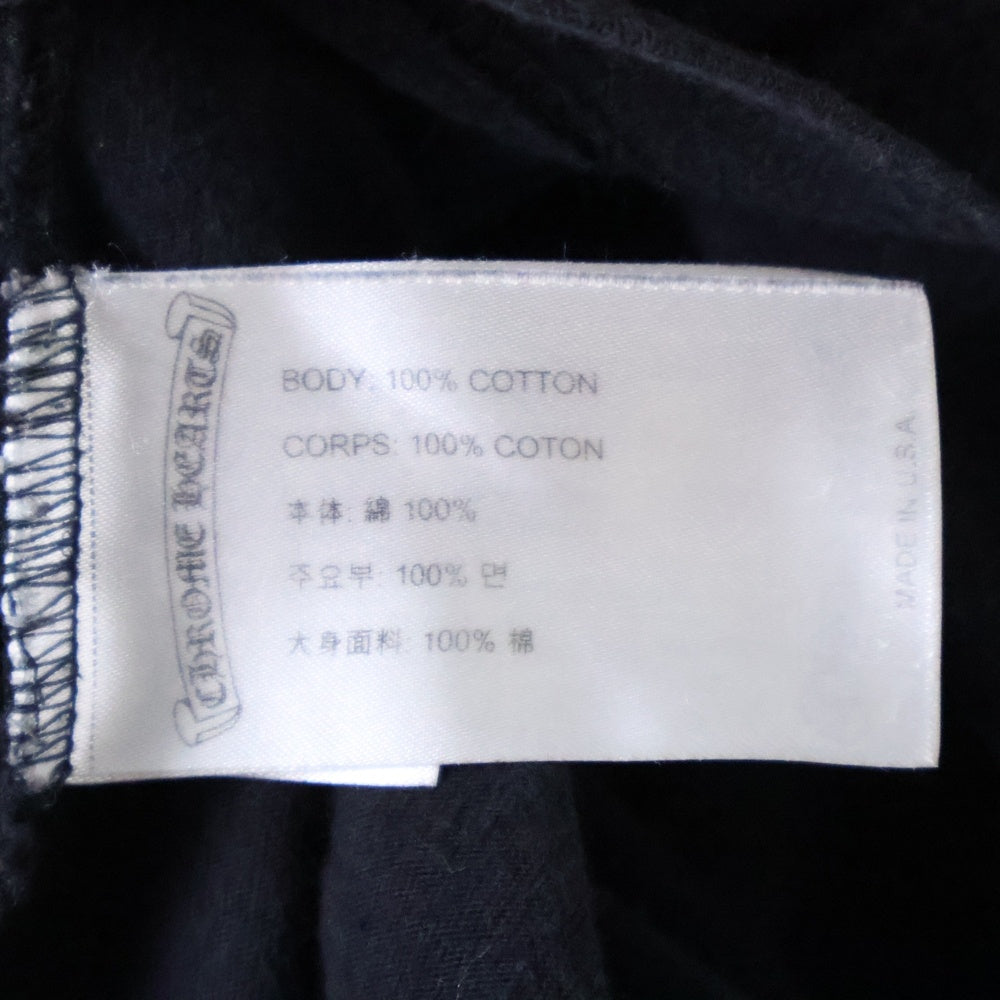 CHROME HEARTS
BODY: 100% COTTON
CORPS: 100% COTON
本体: 綿 100%
주요부: 100% 면
大身面料: 100% 棉
MADE IN U.S.A.